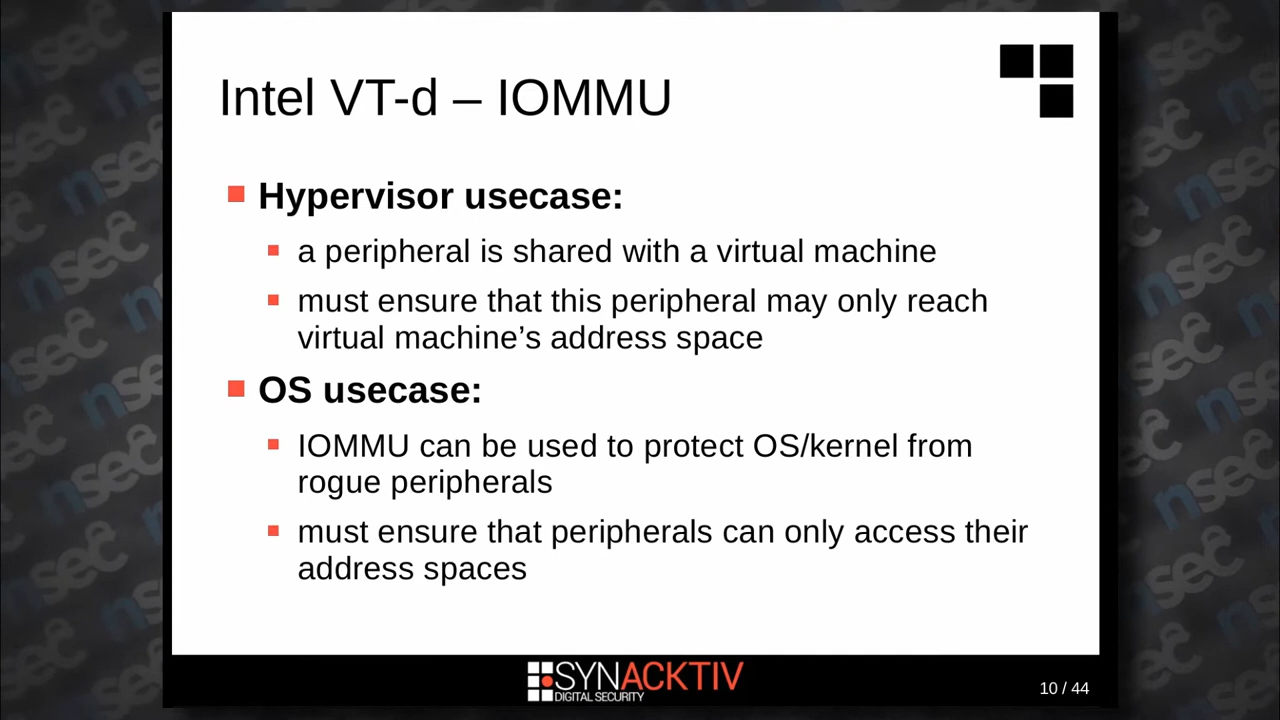 Intel VT-d – IOMMU
Hypervisor usecase:
a peripheral is shared with a virtual machine
must ensure that this peripheral may only reach
virtual machine’s address space
OS usecase:
IOMMU can be used to protect OS/kernel from
rogue peripherals
must ensure that peripherals can only access their
address spaces
SYNACKTIV
DIGITAL SECURITY
10 / 44
nsec